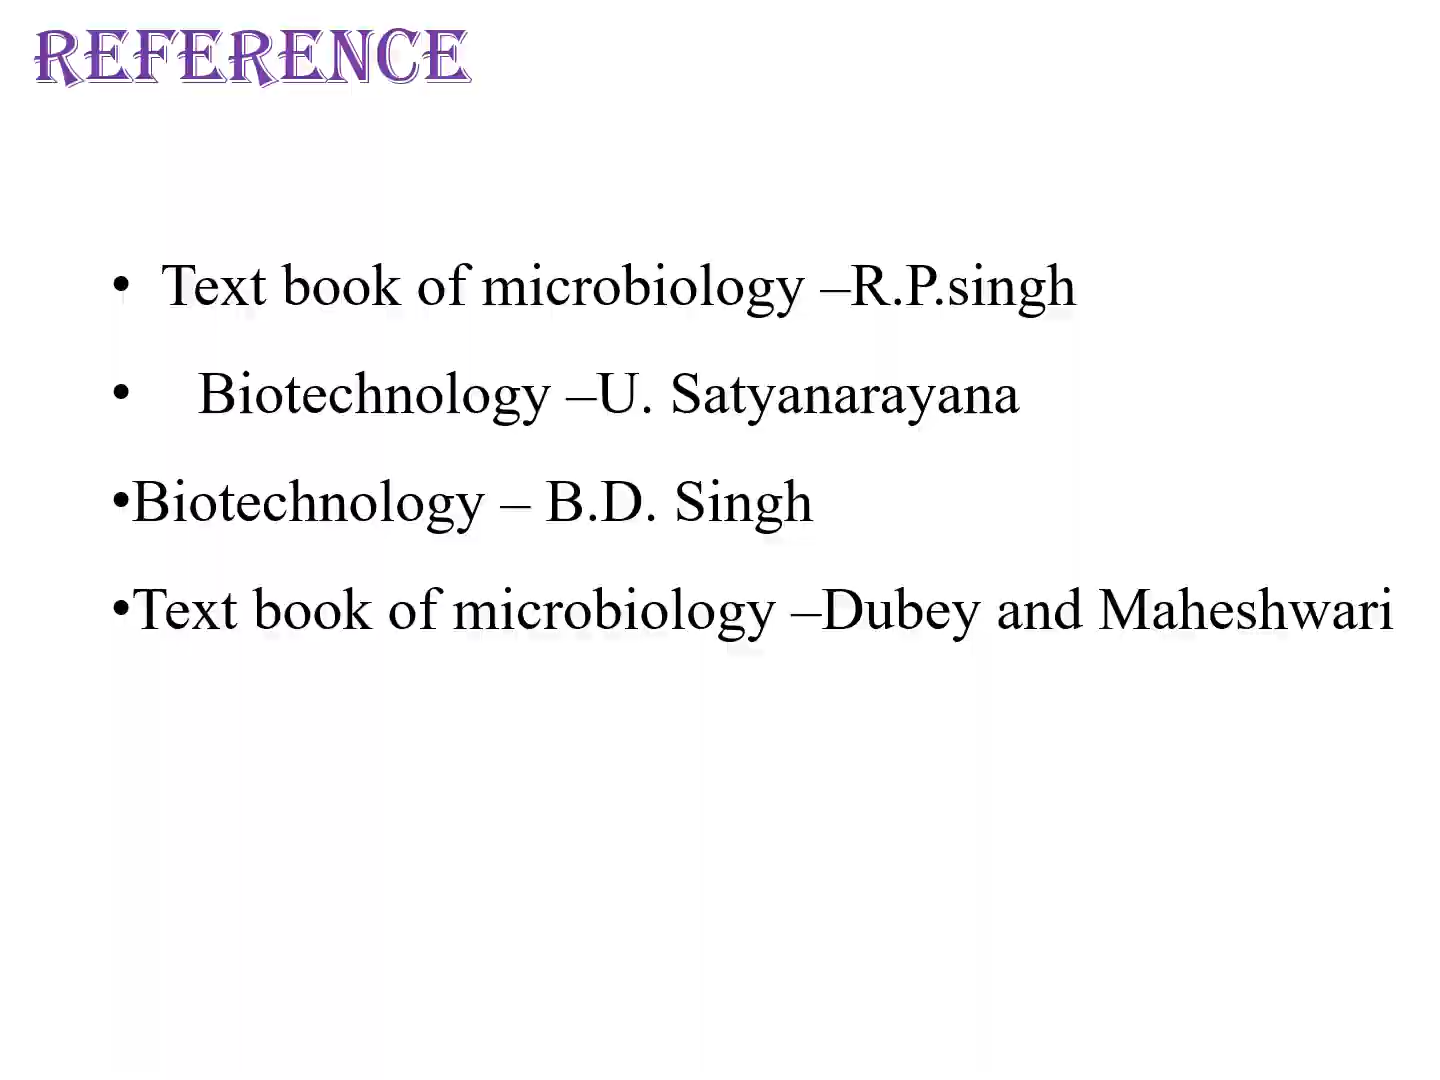 REFERENCE
• Text book of microbiology –R.P.singh
• Biotechnology –U. Satyanarayana
•Biotechnology – B.D. Singh
•Text book of microbiology –Dubey and Maheshwari